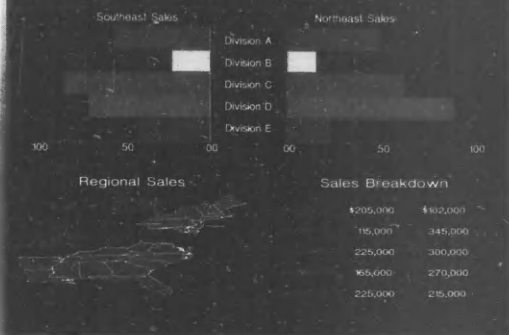 Southeast Sales Northeast Sales
Division A
Division B
Division C
Division D
Division E
100 50 00 00 50 100
Regional Sales Sales Breakdown
$205,000 $102,000
115,000 345,000
225,000 300,000
165,000 270,000
225,000 215,000